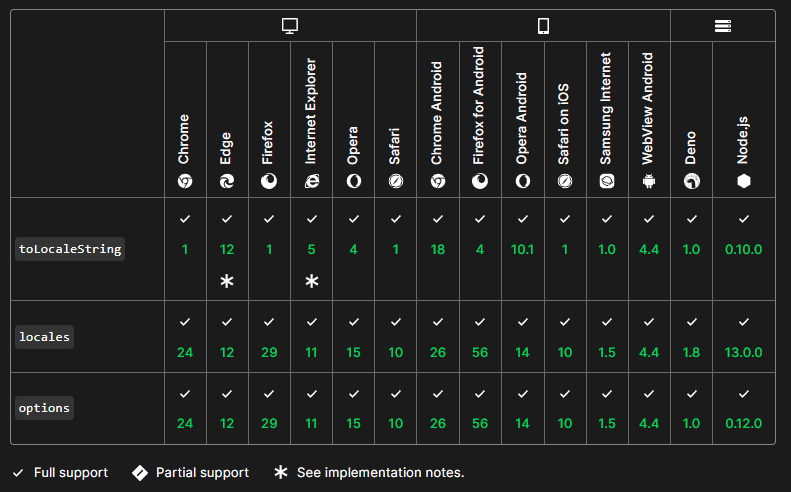 Chrome
Edge
Firefox
Internet Explorer
Opera
Safari
Chrome Android
Firefox for Android
Opera Android
Safari on iOS
Samsung Internet
WebView Android
Deno
Node.js
toLocaleString
1 12 1 5 4 1 18 4 10.1 1 1.0 4.4 1.0 0.10.0
* *
locales
24 12 29 11 15 10 26 56 14 10 1.5 4.4 1.8 13.0.0
options
24 12 29 11 15 10 26 56 14 10 1.5 4.4 1.0 0.12.0
✓ Full support Partial support * See implementation notes.